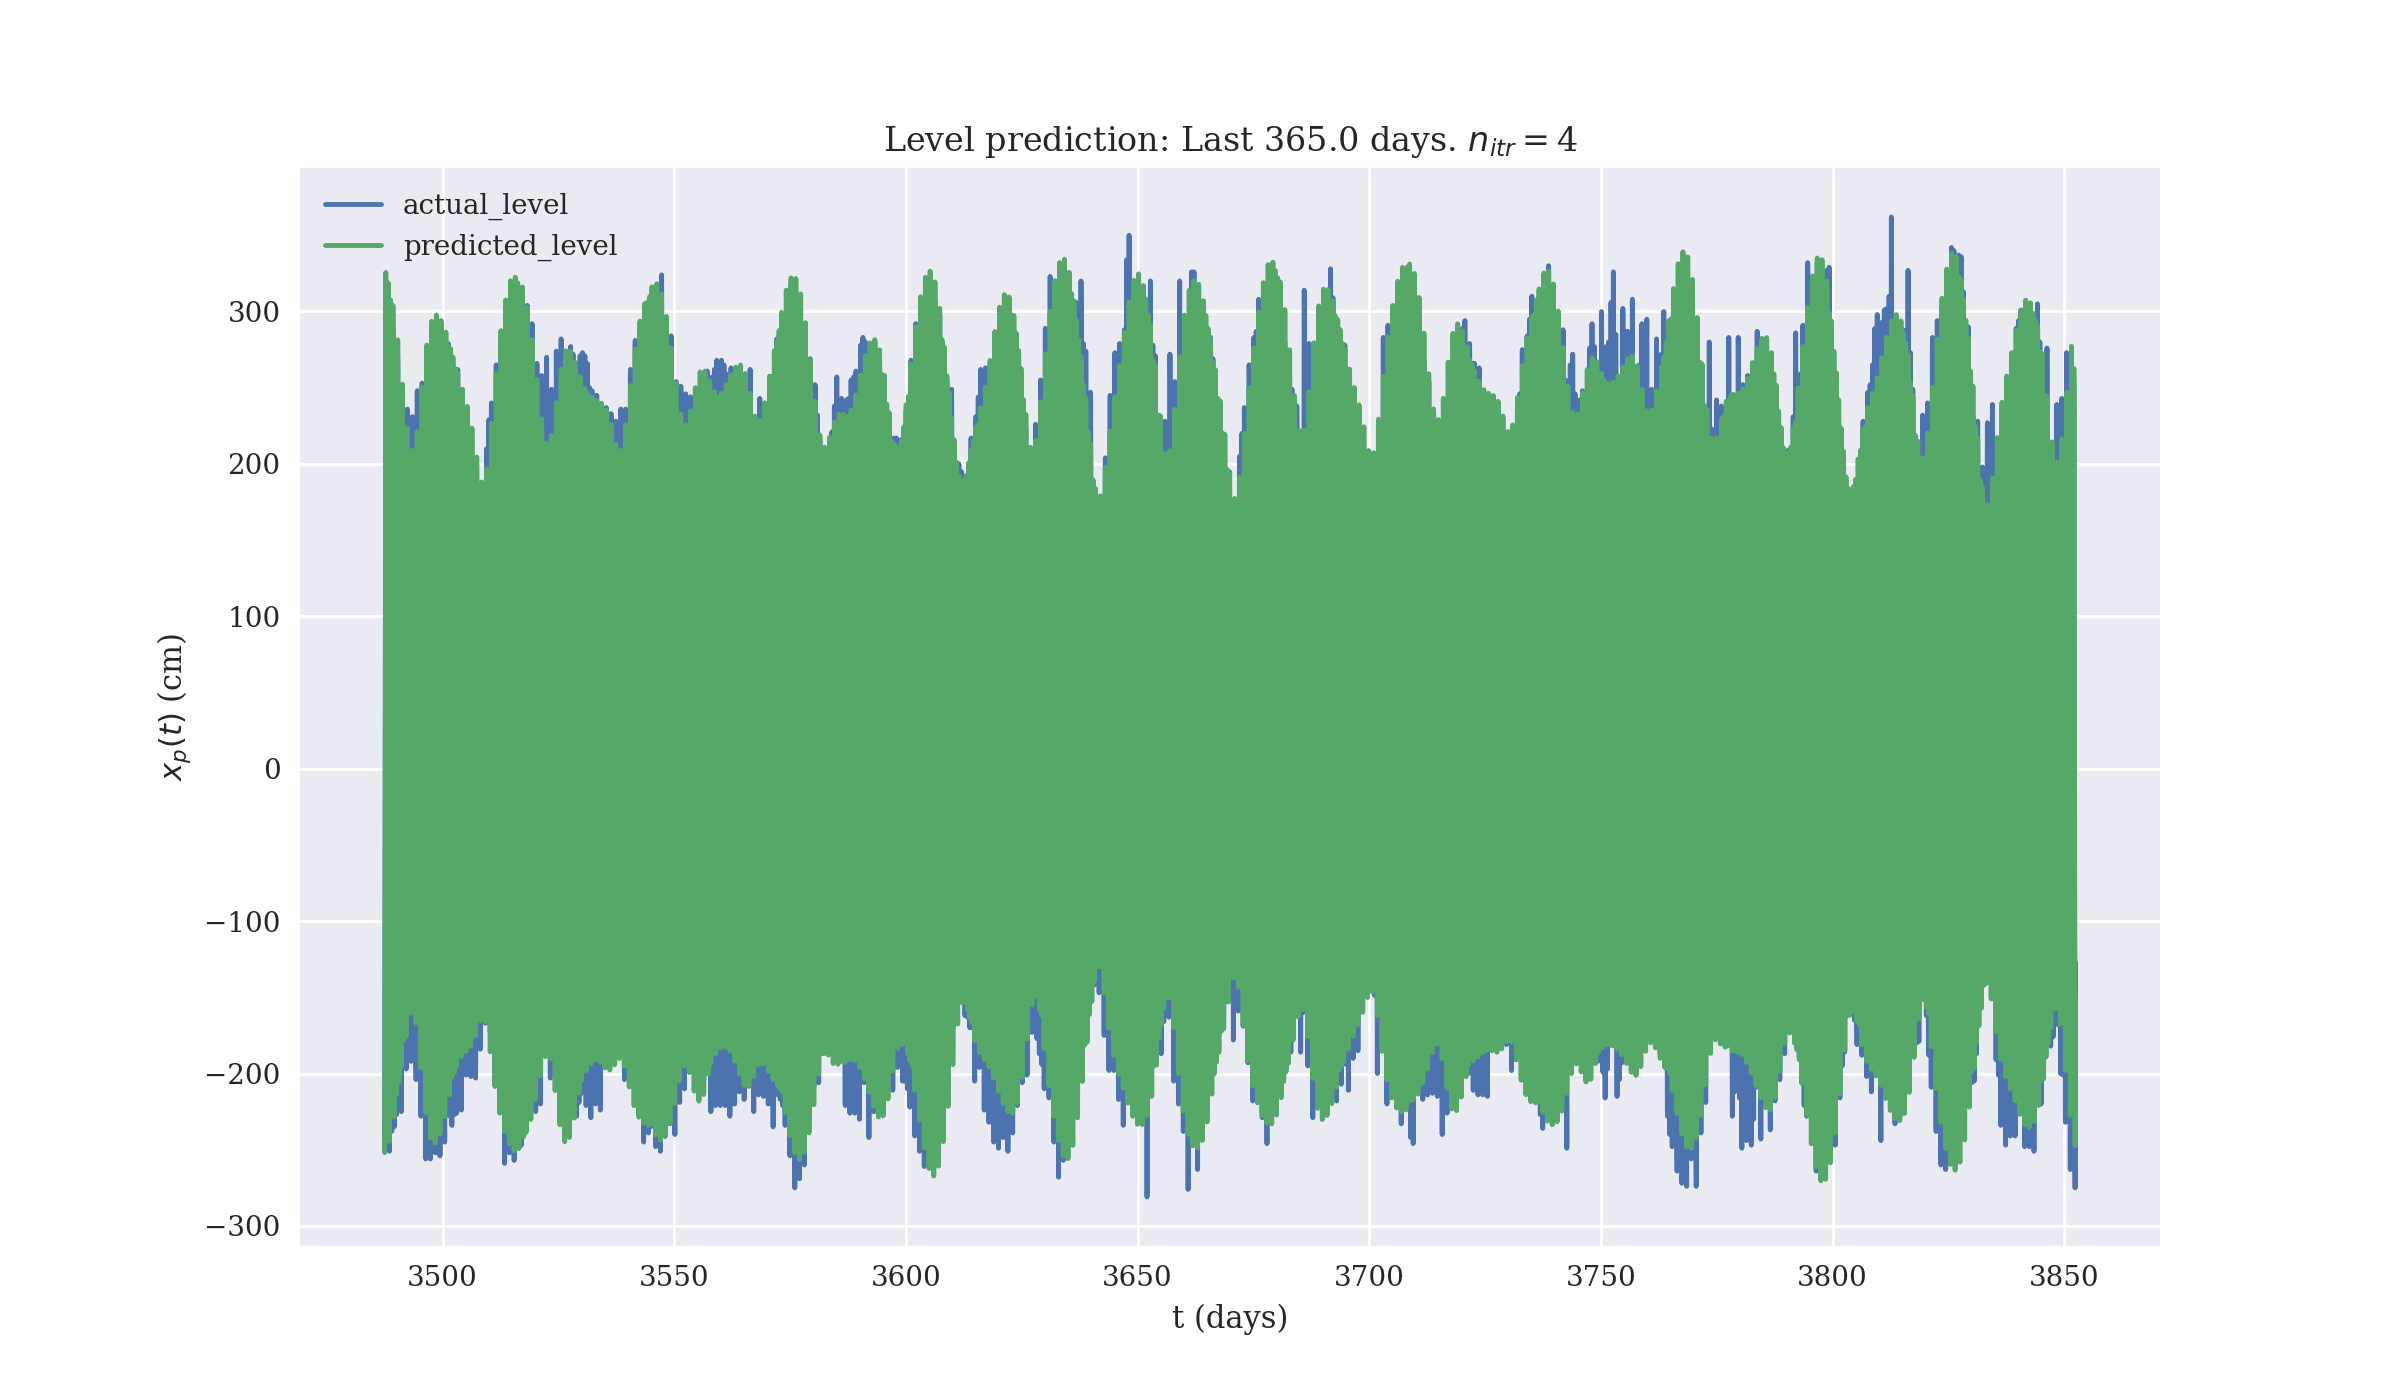 Level prediction: Last 365.0 days. n_itr = 4
actual_level
predicted_level
300
200
100
0
−100
−200
−300
x_p(t) (cm)
3500 3550 3600 3650 3700 3750 3800 3850
t (days)